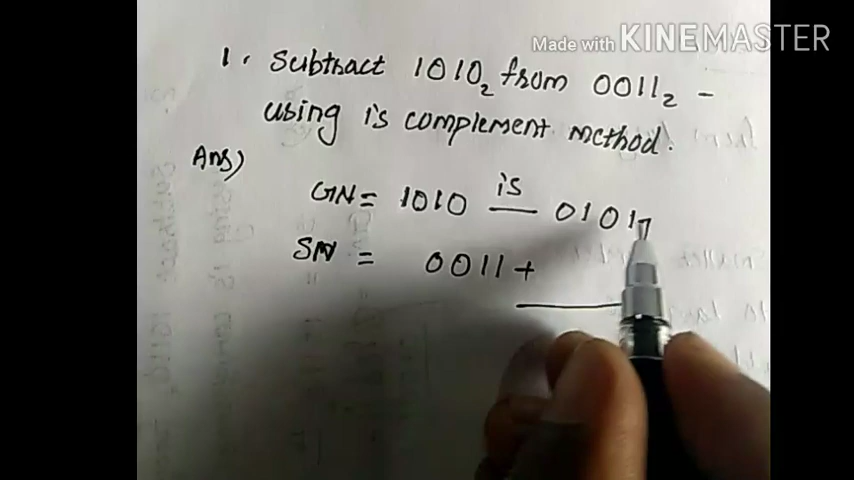 Made with KINEMASTER
1. Subtract 1010₂ from 0011₂ -
using 1's complement method.
Ans)
GN = 1010 1's 0101
SN = 0011+